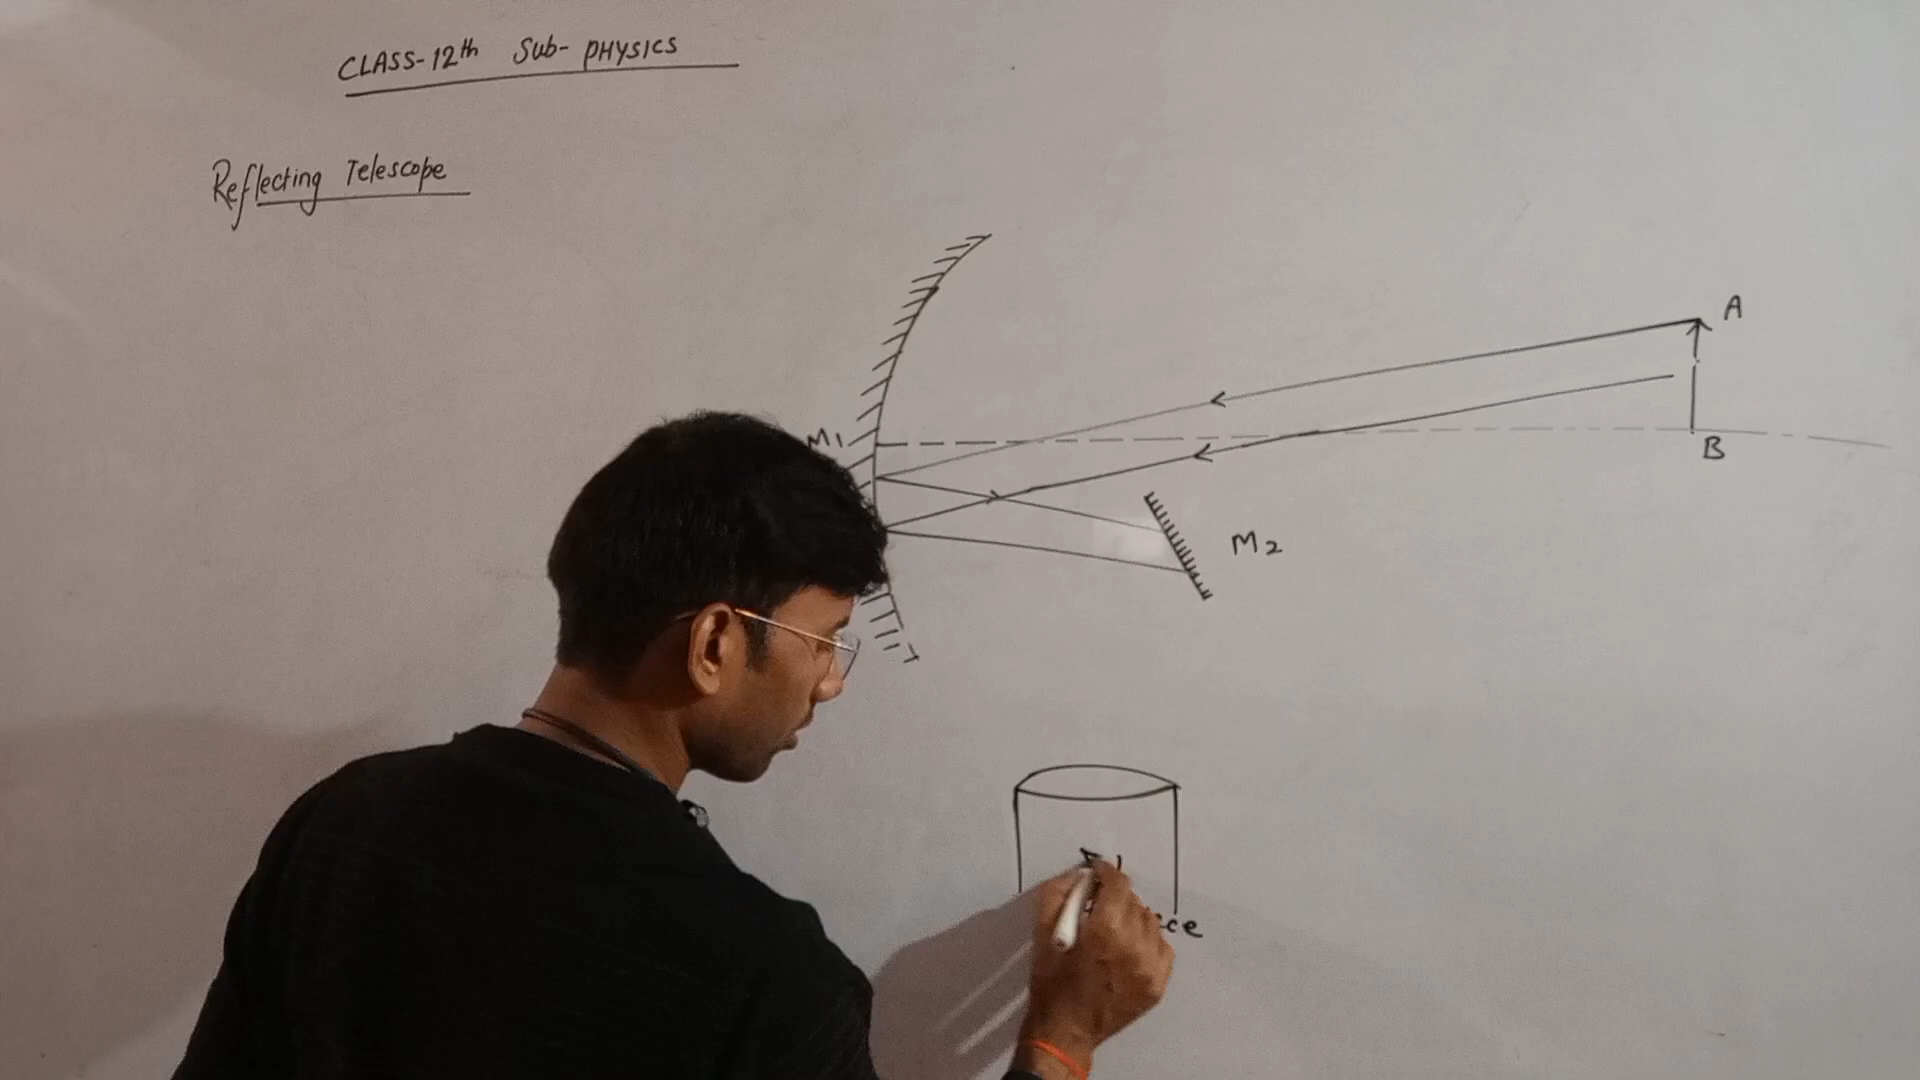 CLASS-12th Sub- PHYSICS
Reflecting Telescope
A
M1
B
M2